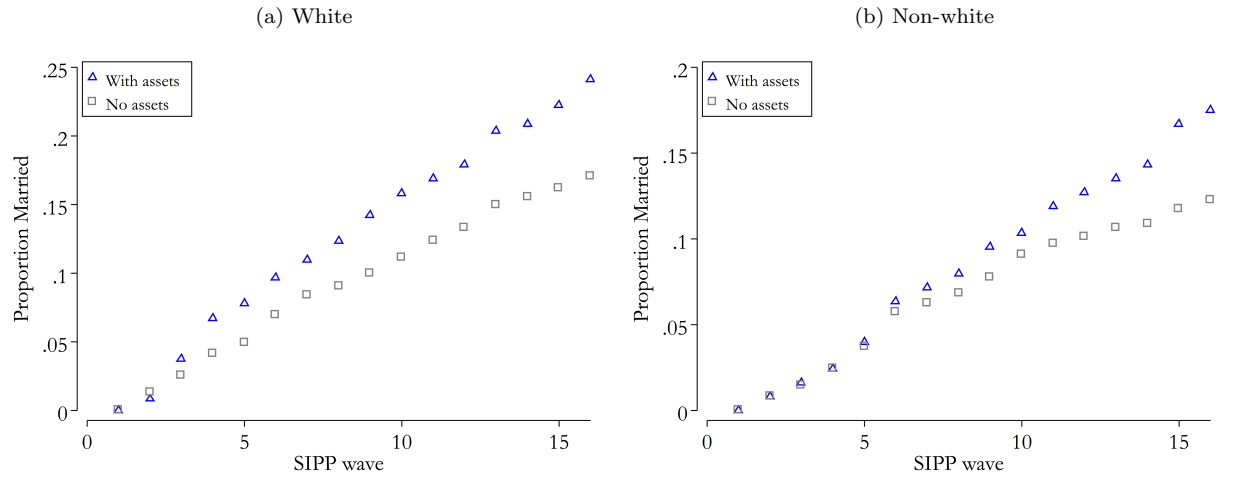 (a) White
With assets
No assets
Proportion Married
.25
.2
.15
.1
.05
0
0 5 10 15
SIPP wave
(b) Non-white
With assets
No assets
Proportion Married
.2
.15
.1
.05
0
0 5 10 15
SIPP wave